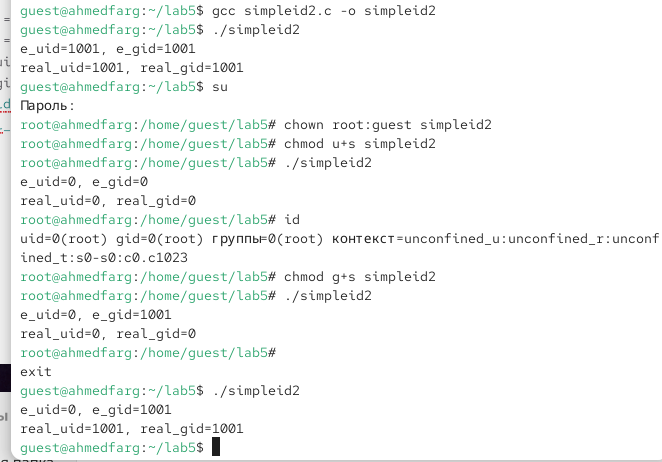 guest@ahmedfarg:~/lab5$ gcc simpleid2.c -o simpleid2
guest@ahmedfarg:~/lab5$ ./simpleid2
e_uid=1001, e_gid=1001
real_uid=1001, real_gid=1001
guest@ahmedfarg:~/lab5$ su
Пароль:
root@ahmedfarg:/home/guest/lab5# chown root:guest simpleid2
root@ahmedfarg:/home/guest/lab5# chmod u+s simpleid2
root@ahmedfarg:/home/guest/lab5# ./simpleid2
e_uid=0, e_gid=0
real_uid=0, real_gid=0
root@ahmedfarg:/home/guest/lab5# id
uid=0(root) gid=0(root) группы=0(root) контекст=unconfined_u:unconfined_r:unconf
ined_t:s0-s0:c0.c1023
root@ahmedfarg:/home/guest/lab5# chmod g+s simpleid2
root@ahmedfarg:/home/guest/lab5# ./simpleid2
e_uid=0, e_gid=1001
real_uid=0, real_gid=0
root@ahmedfarg:/home/guest/lab5#
exit
guest@ahmedfarg:~/lab5$ ./simpleid2
e_uid=0, e_gid=1001
real_uid=1001, real_gid=1001
guest@ahmedfarg:~/lab5$